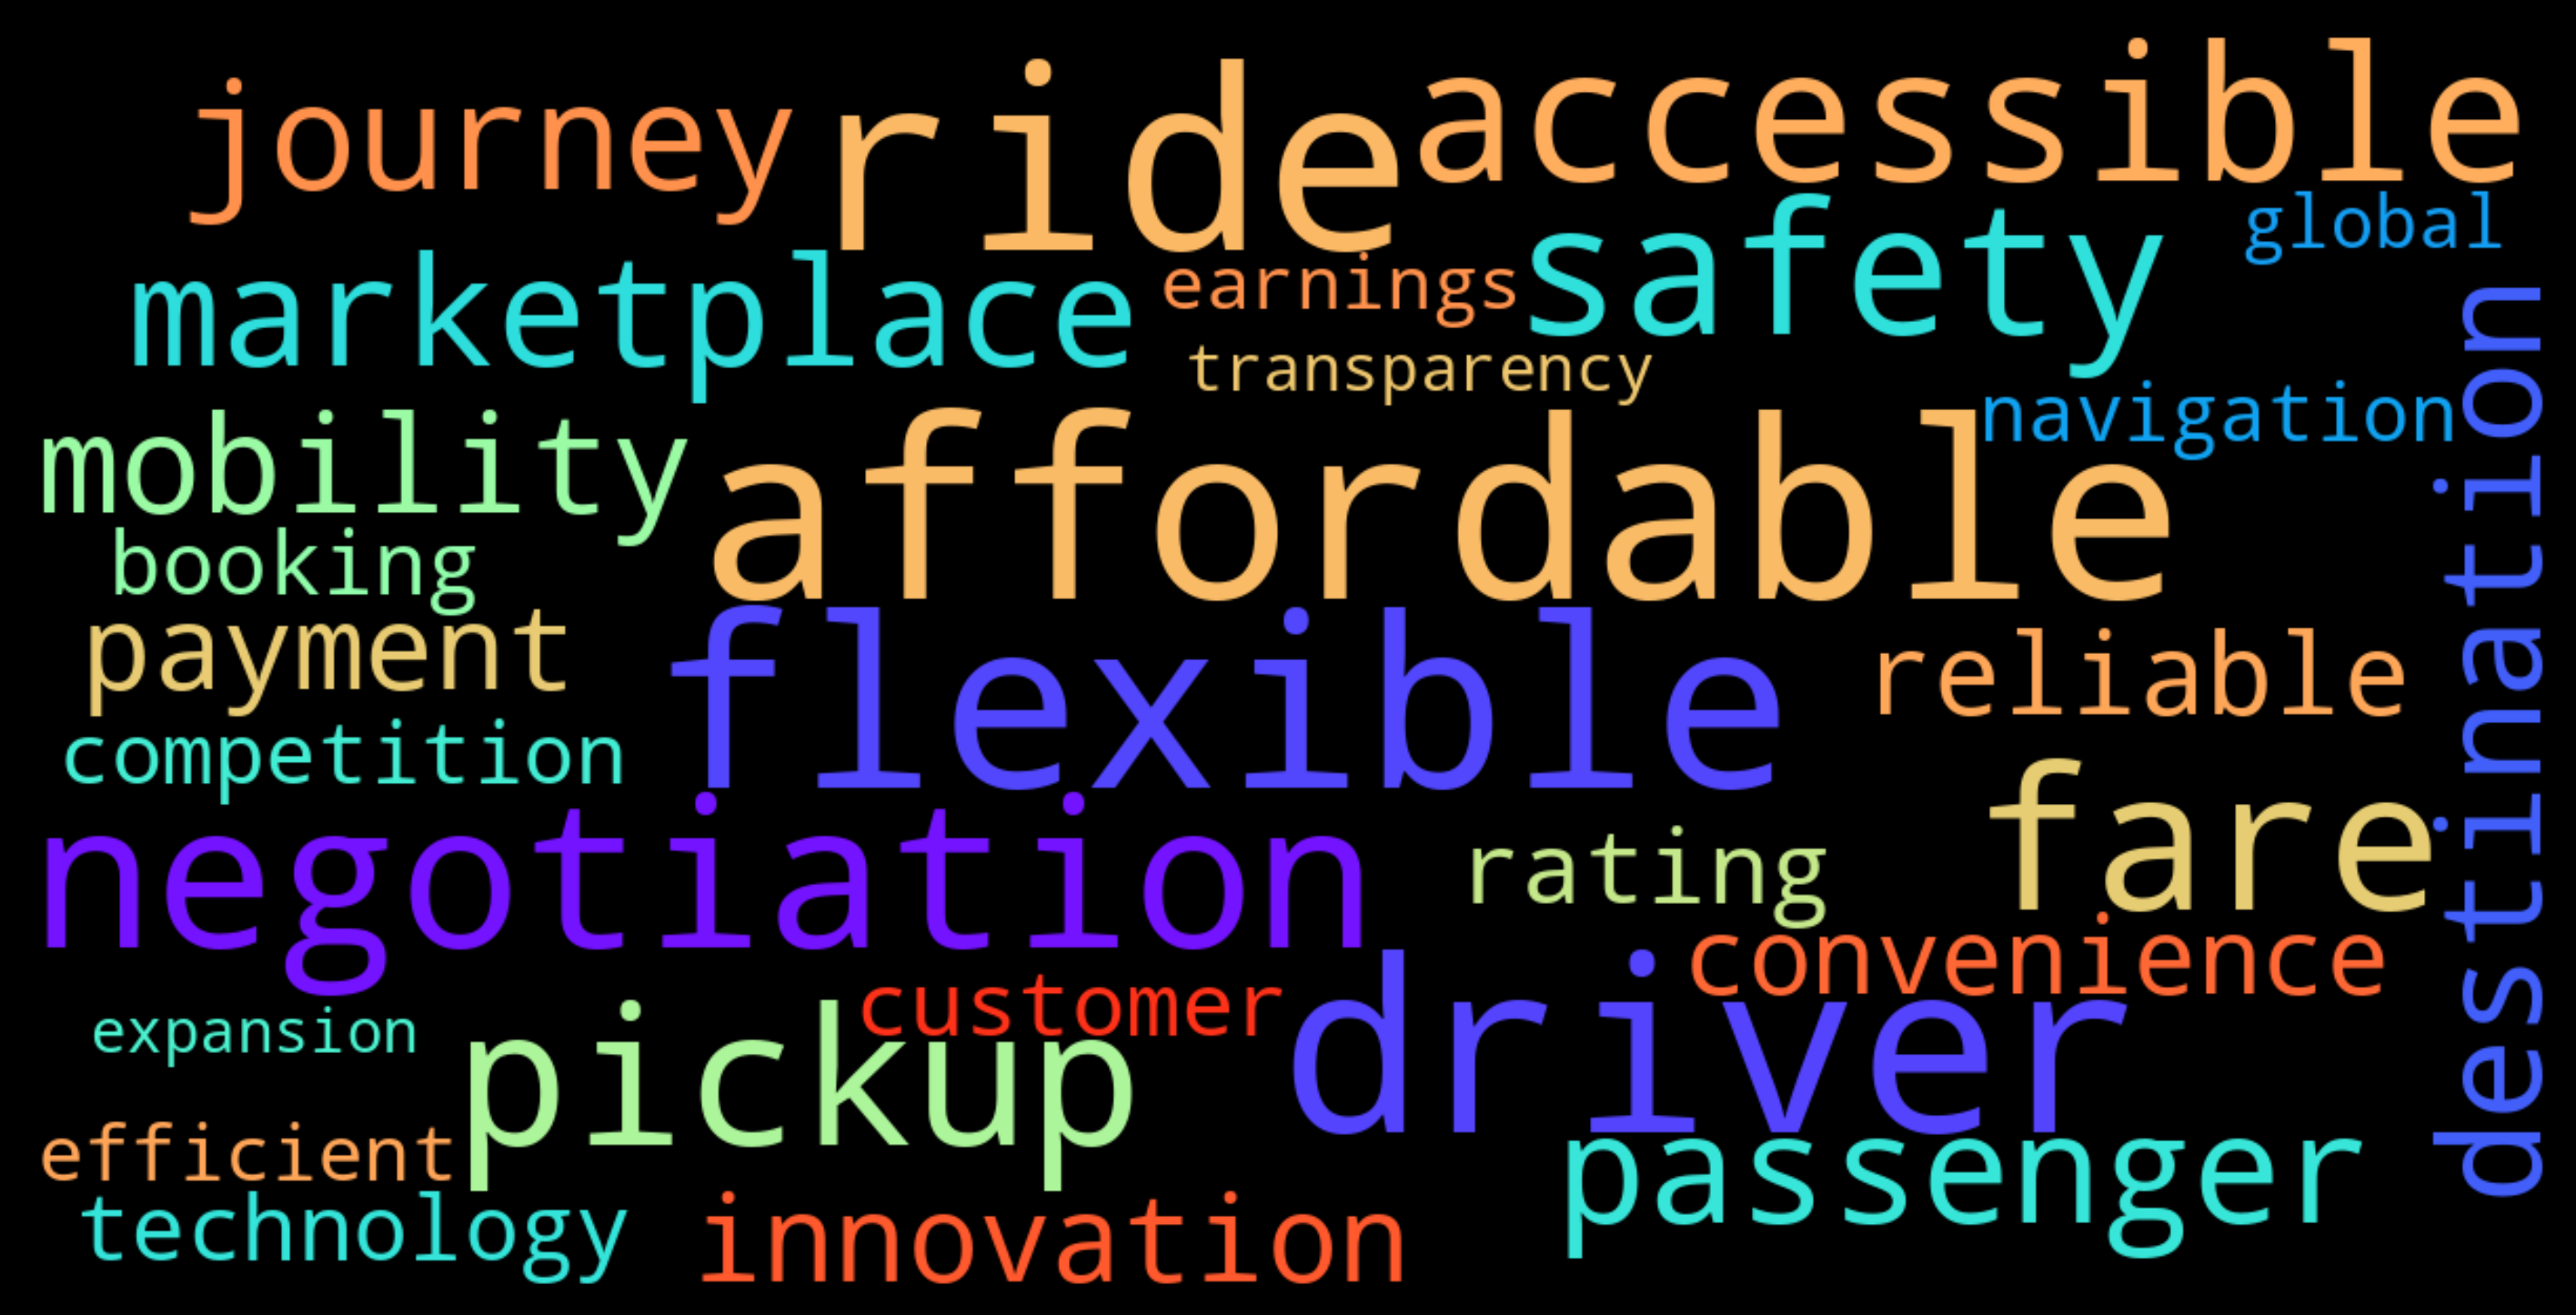 journey ride accessible
safety global
marketplace earnings
transparency
navigation
mobility affordable
booking
payment flexible reliable
competition
negotiation rating fare
convenience
customer driver
expansion pickup
efficient passenger
technology innovation
destination